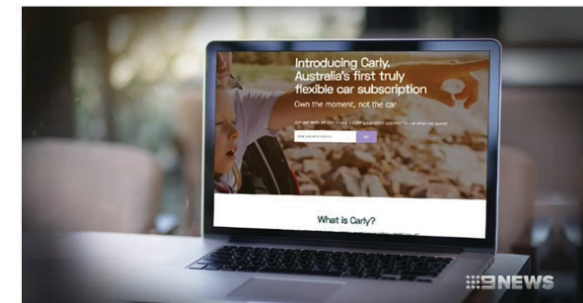 Introducing Carly.
Australia's first truly
flexible car subscription
Own the moment, not the car
What is Carly?
9NEWS